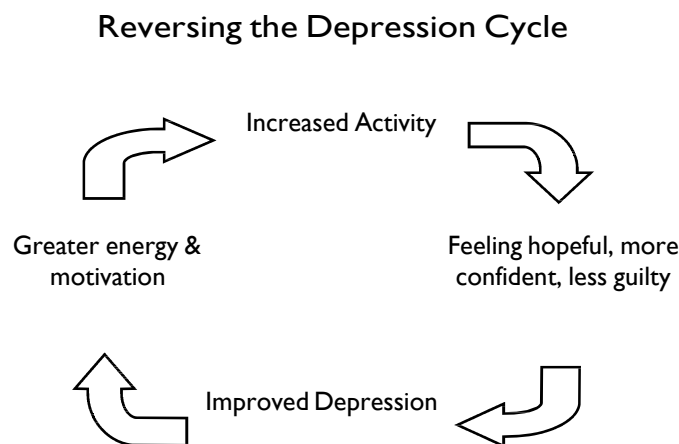 Reversing the Depression Cycle
Increased Activity
Greater energy &
motivation
Feeling hopeful, more
confident, less guilty
Improved Depression